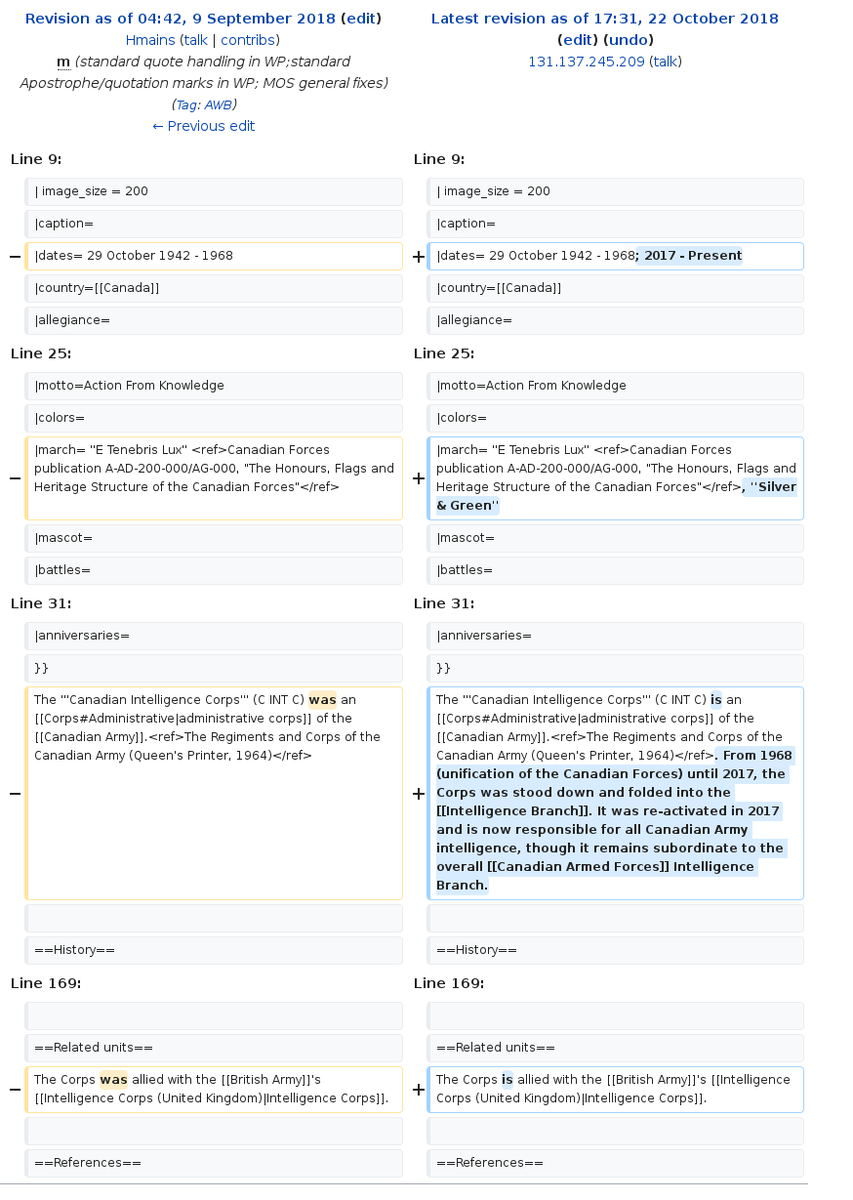 Revision as of 04:42, 9 September 2018 (edit)
Hmains (talk | contribs)
m (standard quote handling in WP;standard
Apostrophe/quotation marks in WP; MOS general fixes)
(Tag: AWB)
← Previous edit
Latest revision as of 17:31, 22 October 2018
(edit) (undo)
131.137.245.209 (talk)
Line 9:
Line 9:
| image_size = 200
| image_size = 200
|caption=
|caption=
− |dates= 29 October 1942 - 1968
+ |dates= 29 October 1942 - 1968; 2017 - Present
|country=[[Canada]]
|country=[[Canada]]
|allegiance=
|allegiance=
Line 25:
Line 25:
|motto=Action From Knowledge
|motto=Action From Knowledge
|colors=
|colors=
− |march= "E Tenebris Lux" <ref>Canadian Forces
publication A-AD-200-000/AG-000, "The Honours, Flags and
Heritage Structure of the Canadian Forces"</ref>
+ |march= "E Tenebris Lux" <ref>Canadian Forces
publication A-AD-200-000/AG-000, "The Honours, Flags and
Heritage Structure of the Canadian Forces"</ref>, ''Silver
& Green''
|mascot=
|mascot=
|battles=
|battles=
Line 31:
Line 31:
|anniversaries=
|anniversaries=
}}
}}
− The '''Canadian Intelligence Corps''' (C INT C) was an
[[Corps#Administrative|administrative corps]] of the
[[Canadian Army]].<ref>The Regiments and Corps of the
Canadian Army (Queen's Printer, 1964)</ref>
+ The '''Canadian Intelligence Corps''' (C INT C) is an
[[Corps#Administrative|administrative corps]] of the
[[Canadian Army]].<ref>The Regiments and Corps of the
Canadian Army (Queen's Printer, 1964)</ref>. From 1968
(unification of the Canadian Forces) until 2017, the
Corps was stood down and folded into the
[[Intelligence Branch]]. It was re-activated in 2017
and is now responsible for all Canadian Army
intelligence, though it remains subordinate to the
overall [[Canadian Armed Forces]] Intelligence
Branch.
==History==
==History==
Line 169:
Line 169:
==Related units==
==Related units==
− The Corps was allied with the [[British Army]]'s
[[Intelligence Corps (United Kingdom)|Intelligence Corps]].
+ The Corps is allied with the [[British Army]]'s [[Intelligence
Corps (United Kingdom)|Intelligence Corps]].
==References==
==References==